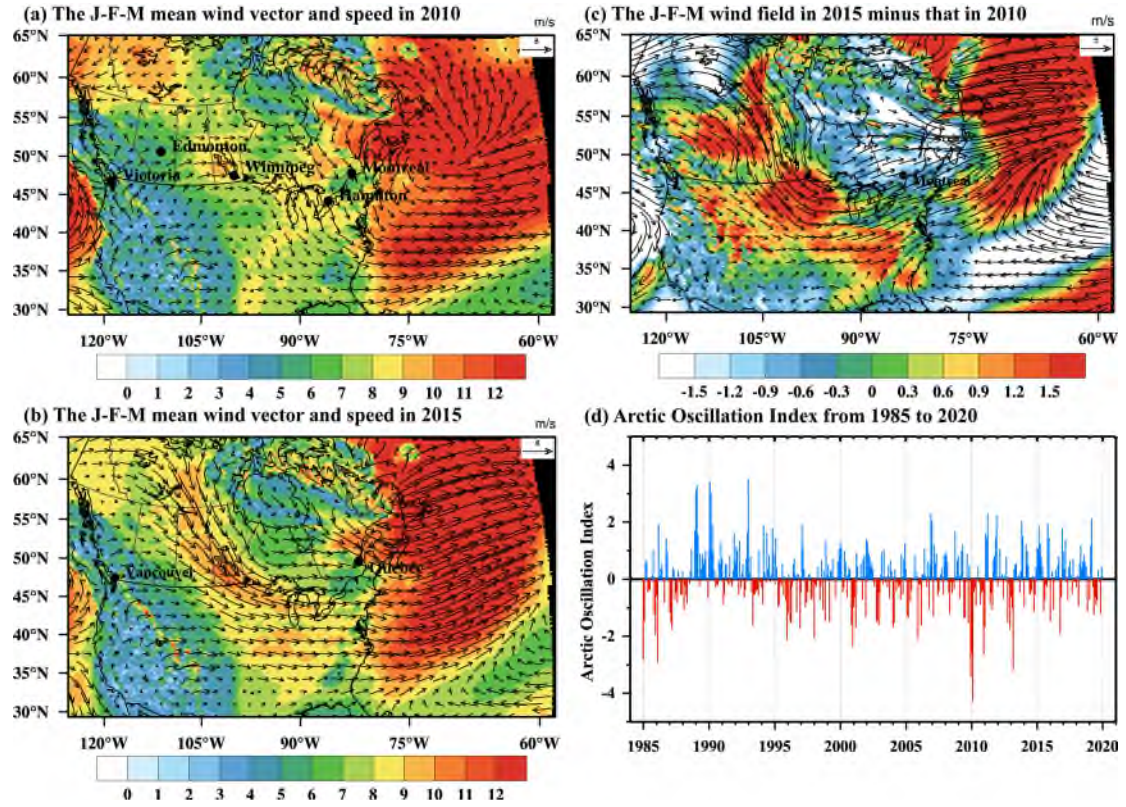 (a) The J-F-M mean wind vector and speed in 2010
m/s
65°N
60°N
55°N
50°N
45°N
40°N
35°N
30°N
Edmonton
Winnipeg
Victoria
Montreal
Hamilton
120°W 105°W 90°W 75°W 60°W
0 1 2 3 4 5 6 7 8 9 10 11 12
(c) The J-F-M wind field in 2015 minus that in 2010
m/s
65°N
60°N
55°N
50°N
45°N
40°N
35°N
30°N
Montreal
120°W 105°W 90°W 75°W 60°W
-1.5 -1.2 -0.9 -0.6 -0.3 0 0.3 0.6 0.9 1.2 1.5
(b) The J-F-M mean wind vector and speed in 2015
m/s
65°N
60°N
55°N
50°N
45°N
40°N
35°N
30°N
Vancouver
Quebec
120°W 105°W 90°W 75°W 60°W
0 1 2 3 4 5 6 7 8 9 10 11 12
(d) Arctic Oscillation Index from 1985 to 2020
Arctic Oscillation Index
4
2
0
-2
-4
1985 1990 1995 2000 2005 2010 2015 2020